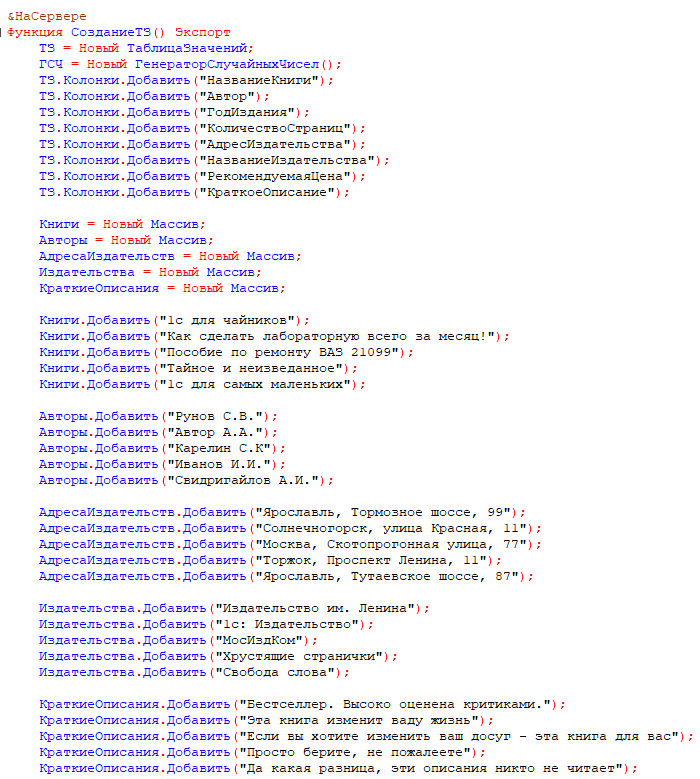 &НаСервере
Функция СозданиеТЗ() Экспорт
ТЗ = Новый ТаблицаЗначений;
ГСЧ = Новый ГенераторСлучайныхЧисел();
ТЗ.Колонки.Добавить("НазваниеКниги");
ТЗ.Колонки.Добавить("Автор");
ТЗ.Колонки.Добавить("ГодИздания");
ТЗ.Колонки.Добавить("КоличествоСтраниц");
ТЗ.Колонки.Добавить("АдресИздательства");
ТЗ.Колонки.Добавить("НазваниеИздательства");
ТЗ.Колонки.Добавить("РекомендуемаяЦена");
ТЗ.Колонки.Добавить("КраткоеОписание");
Книги = Новый Массив;
Авторы = Новый Массив;
АдресаИздательств = Новый Массив;
Издательства = Новый Массив;
КраткиеОписания = Новый Массив;
Книги.Добавить("1с для чайников");
Книги.Добавить("Как сделать лабораторную всего за месяц!");
Книги.Добавить("Пособие по ремонту ВАЗ 21099");
Книги.Добавить("Тайное и неизведанное");
Книги.Добавить("1с для самых маленьких");
Авторы.Добавить("Рунов С.В.");
Авторы.Добавить("Автор А.А.");
Авторы.Добавить("Карелин С.К");
Авторы.Добавить("Иванов И.И.");
Авторы.Добавить("Свидригайлов А.И.");
АдресаИздательств.Добавить("Ярославль, Тормозное шоссе, 99");
АдресаИздательств.Добавить("Солнечногорск, улица Красная, 11");
АдресаИздательств.Добавить("Москва, Скотопрогонная улица, 77");
АдресаИздательств.Добавить("Торжок, Проспект Ленина, 11");
АдресаИздательств.Добавить("Ярославль, Тутаевское шоссе, 87");
Издательства.Добавить("Издательство им. Ленина");
Издательства.Добавить("1с: Издательство");
Издательства.Добавить("МосИздКом");
Издательства.Добавить("Хрустящие странички");
Издательства.Добавить("Свобода слова");
КраткиеОписания.Добавить("Бестселлер. Высоко оценена критиками.");
КраткиеОписания.Добавить("Эта книга изменит ваду жизнь");
КраткиеОписания.Добавить("Если вы хотите изменить ваш досуг - эта книга для вас");
КраткиеОписания.Добавить("Просто берите, не пожалеете");
КраткиеОписания.Добавить("Да какая разница, эти описания никто не читает");